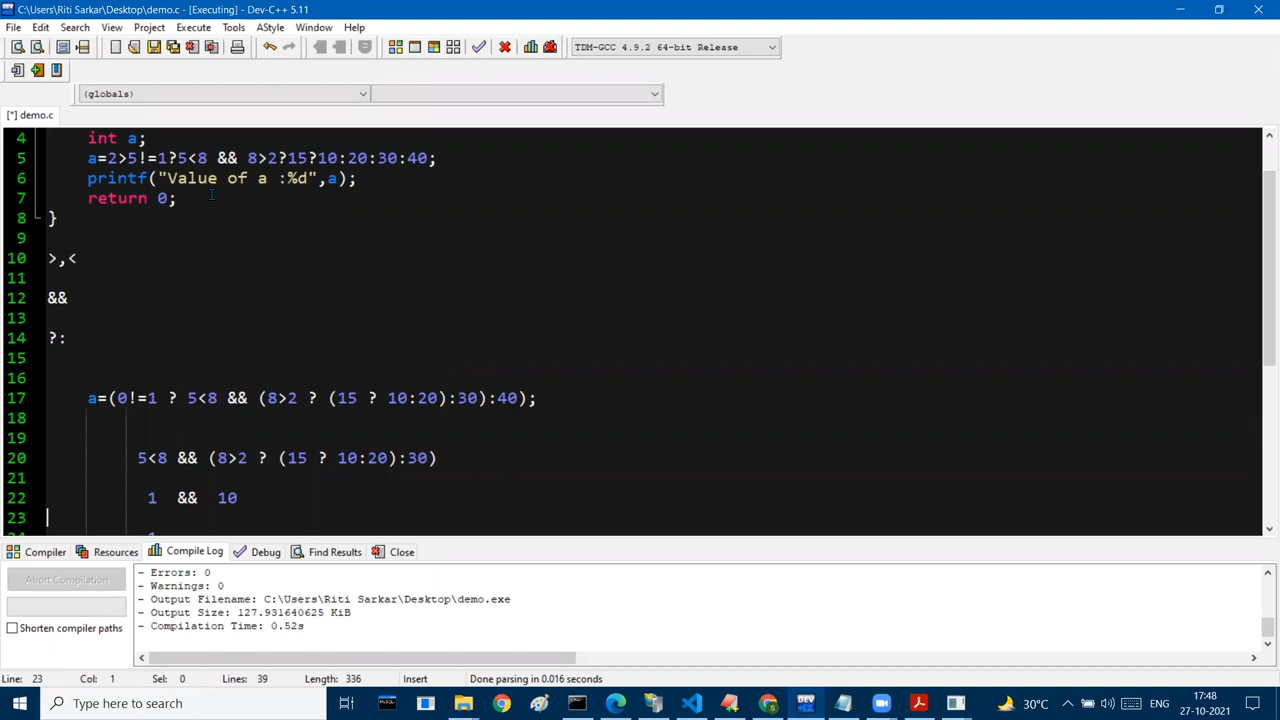 C:\Users\Riti Sarkar\Desktop\demo.c - [Executing] - Dev-C++ 5.11
File Edit Search View Project Execute Tools AStyle Window Help
TDM-GCC 4.9.2 64-bit Release
(globals)
[*] demo.c
4 int a;
5 a=2>5!=1?5<8 && 8>2?15?10:20:30:40;
6 printf("Value of a :%d",a);
7 return 0;
8 }
9
10 >,<
11
12 &&
13
14 ?:
15
16
17 a=(0!=1 ? 5<8 && (8>2 ? (15 ? 10:20):30):40);
18
19
20 5<8 && (8>2 ? (15 ? 10:20):30)
21
22 1 && 10
23
Compiler Resources Compile Log Debug Find Results Close
Abort Compilation
Shorten compiler paths
- Errors: 0
- Warnings: 0
- Output Filename: C:\Users\Riti Sarkar\Desktop\demo.exe
- Output Size: 127.931640625 KiB
- Compilation Time: 0.52s
Line: 23 Col: 1 Sel: 0 Lines: 39 Length: 336 Insert Done parsing in 0.016 seconds
Type here to search
30°C ENG 17:48
27-10-2021